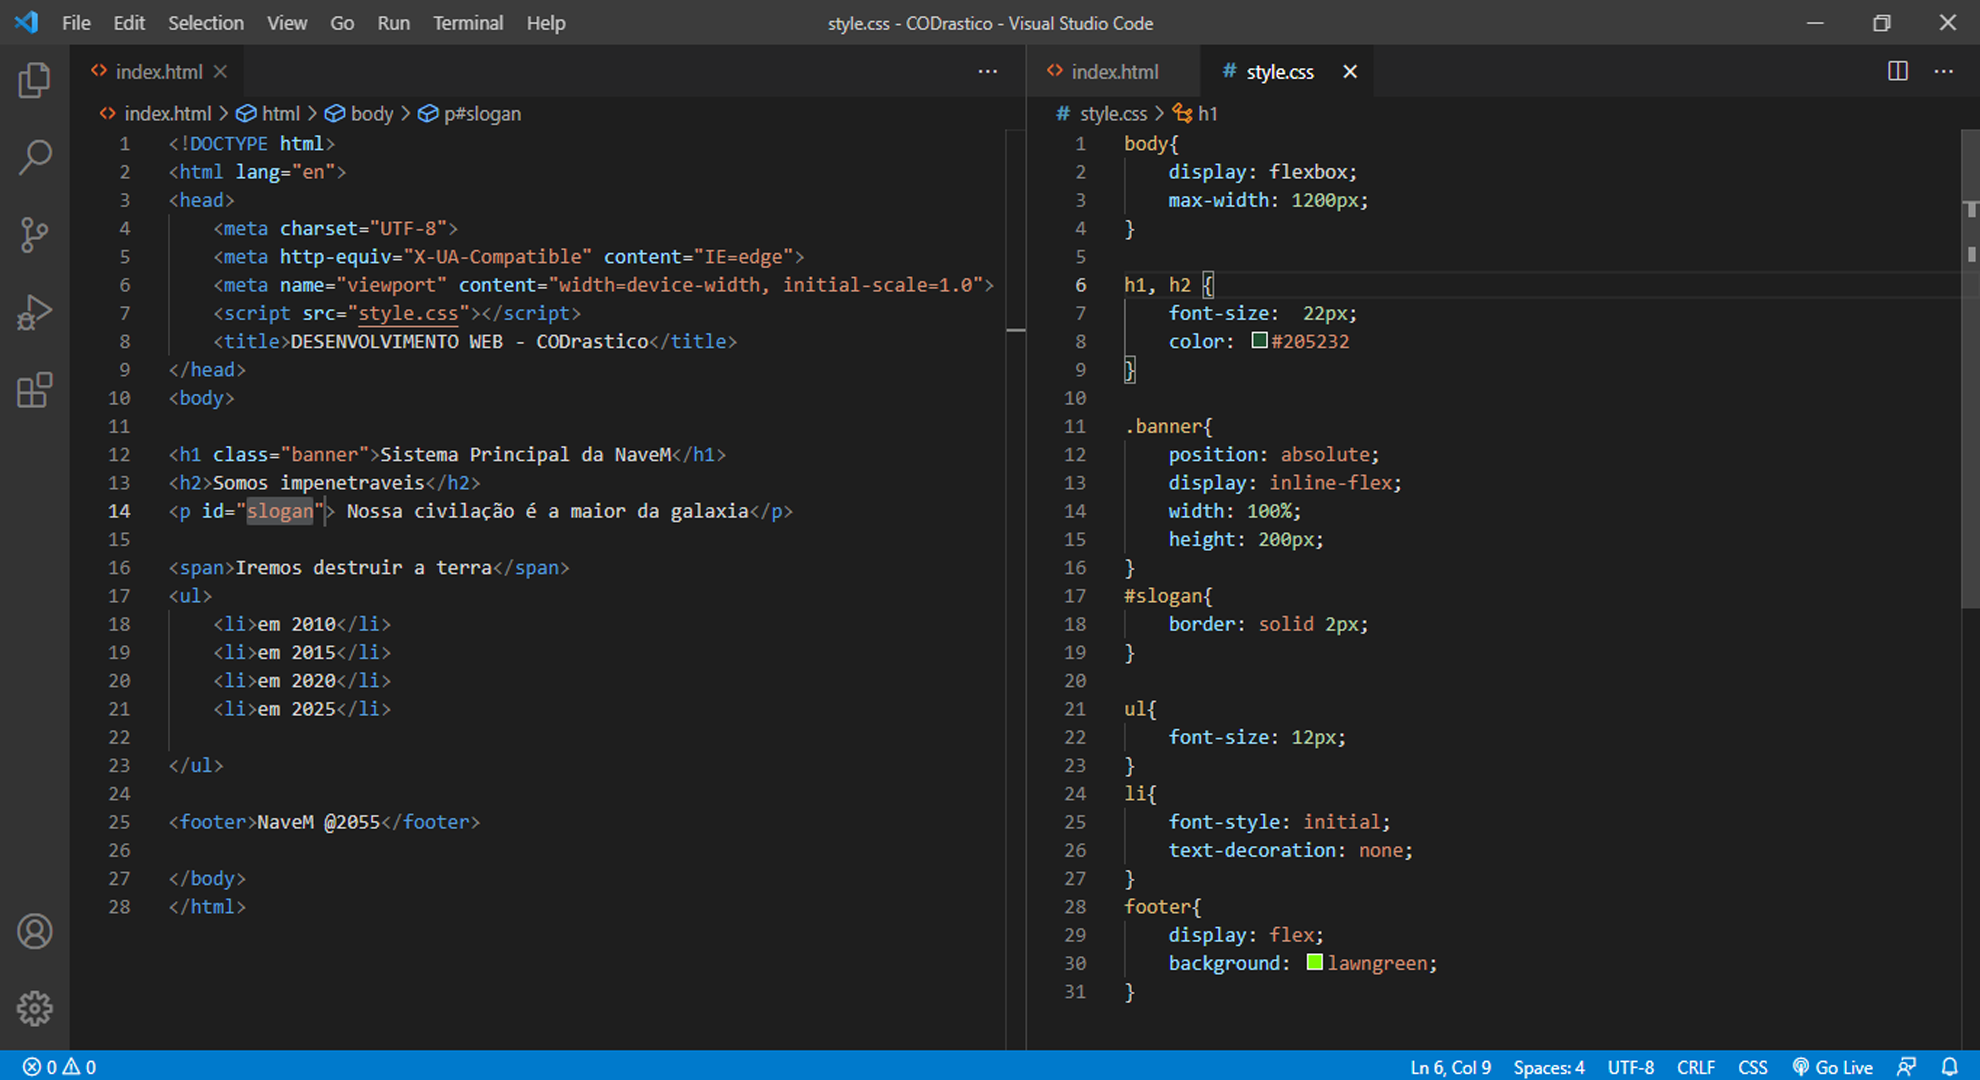 File Edit Selection View Go Run Terminal Help
style.css - CODrastico - Visual Studio Code
index.html
index.html > html > body > p#slogan
1 <!DOCTYPE html>
2 <html lang="en">
3 <head>
4 <meta charset="UTF-8">
5 <meta http-equiv="X-UA-Compatible" content="IE=edge">
6 <meta name="viewport" content="width=device-width, initial-scale=1.0">
7 <script src="style.css"></script>
8 <title>DESENVOLVIMENTO WEB - CODrastico</title>
9 </head>
10 <body>
11
12 <h1 class="banner">Sistema Principal da NaveM</h1>
13 <h2>Somos impenetraveis</h2>
14 <p id="slogan"> Nossa civilação é a maior da galaxia</p>
15
16 <span>Iremos destruir a terra</span>
17 <ul>
18 <li>em 2010</li>
19 <li>em 2015</li>
20 <li>em 2020</li>
21 <li>em 2025</li>
22
23 </ul>
24
25 <footer>NaveM @2055</footer>
26
27 </body>
28 </html>
index.html # style.css
# style.css > h1
1 body{
2 display: flexbox;
3 max-width: 1200px;
4 }
5
6 h1, h2 {
7 font-size:  22px;
8 color: #205232
9 }
10
11 .banner{
12 position: absolute;
13 display: inline-flex;
14 width: 100%;
15 height: 200px;
16 }
17 #slogan{
18 border: solid 2px;
19 }
20
21 ul{
22 font-size: 12px;
23 }
24 li{
25 font-style: initial;
26 text-decoration: none;
27 }
28 footer{
29 display: flex;
30 background: lawngreen;
31 }
0 0
Ln 6, Col 9 Spaces: 4 UTF-8 CRLF CSS Go Live